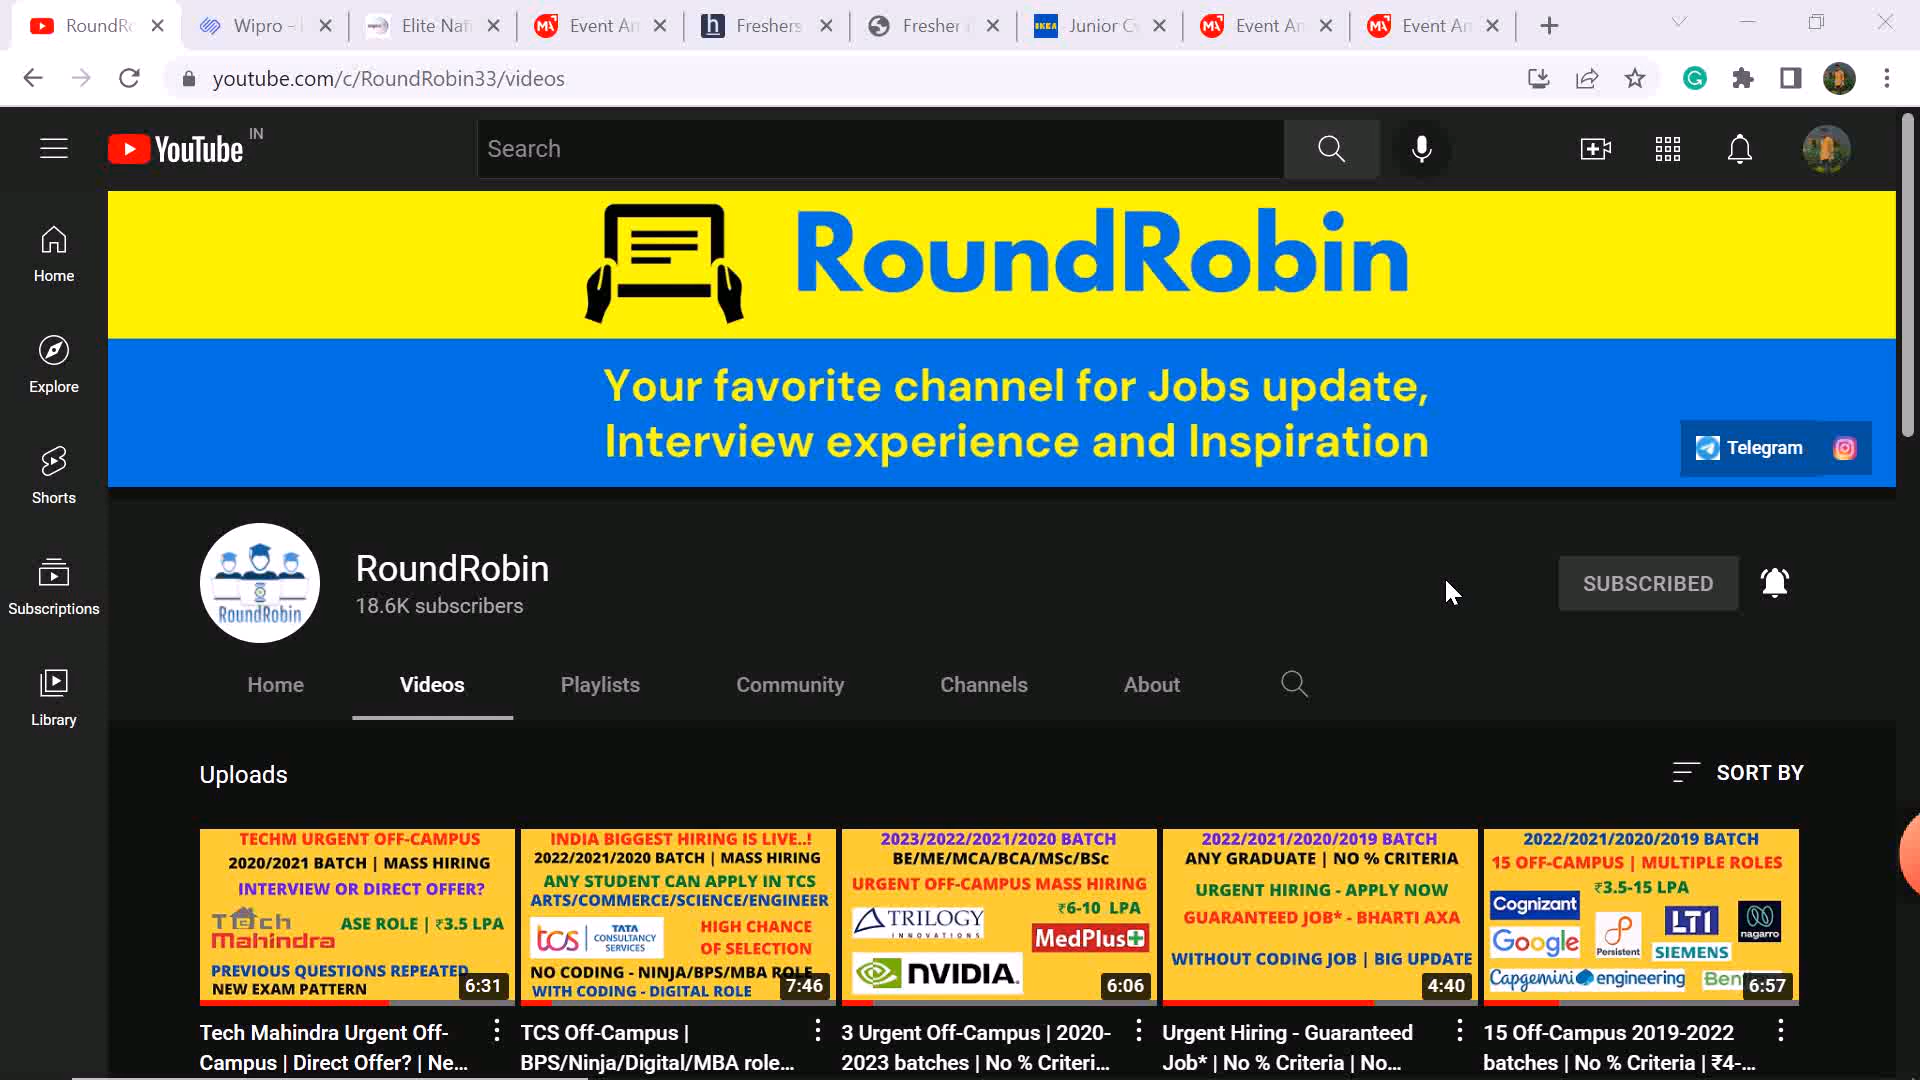 RoundRo
Wipro –
Elite Nati
Event An
Freshers
Fresher
IKEA
Junior C
Event An
Event An
youtube.com/c/RoundRobin33/videos
YouTube IN
Search
RoundRobin
Your favorite channel for Jobs update,
Interview experience and Inspiration
Telegram
Home
Explore
Shorts
Subscriptions
Library
RoundRobin
RoundRobin
18.6K subscribers
SUBSCRIBED
Home
Videos
Playlists
Community
Channels
About
Uploads
SORT BY
TECHM URGENT OFF-CAMPUS
2020/2021 BATCH | MASS HIRING
INTERVIEW OR DIRECT OFFER?
Tech Mahindra
ASE ROLE | ₹3.5 LPA
PREVIOUS QUESTIONS REPEATED
NEW EXAM PATTERN
6:31
Tech Mahindra Urgent Off-
Campus | Direct Offer? | Ne...
INDIA BIGGEST HIRING IS LIVE..!
2022/2021/2020 BATCH | MASS HIRING
ANY STUDENT CAN APPLY IN TCS
ARTS/COMMERCE/SCIENCE/ENGINEER
tcs TATA CONSULTANCY SERVICES
HIGH CHANCE
OF SELECTION
NO CODING - NINJA/BPS/MBA ROLE
WITH CODING - DIGITAL ROLE
7:46
TCS Off-Campus |
BPS/Ninja/Digital/MBA role...
2023/2022/2021/2020 BATCH
BE/ME/MCA/BCA/MSc/BSc
URGENT OFF-CAMPUS MASS HIRING
₹6-10 LPA
TRILOGY
INNOVATIONS
MedPlus
NVIDIA.
6:06
3 Urgent Off-Campus | 2020-
2023 batches | No % Criteri...
2022/2021/2020/2019 BATCH
ANY GRADUATE | NO % CRITERIA
URGENT HIRING - APPLY NOW
GUARANTEED JOB* - BHARTI AXA
WITHOUT CODING JOB | BIG UPDATE
4:40
Urgent Hiring - Guaranteed
Job* | No % Criteria | No...
2022/2021/2020/2019 BATCH
15 OFF-CAMPUS | MULTIPLE ROLES
₹3.5-15 LPA
Cognizant
Google
Persistent
LTI
SIEMENS
nagarro
Capgemini engineering
Ben
6:57
15 Off-Campus 2019-2022
batches | No % Criteria | ₹4-...